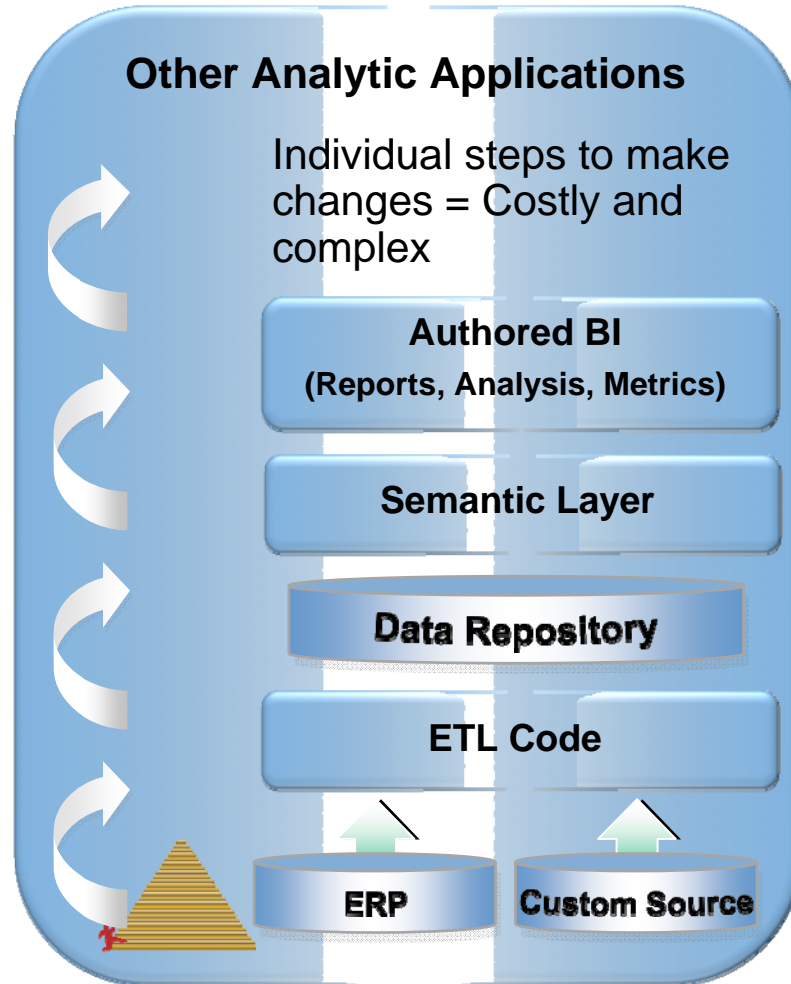 Other Analytic Applications
Individual steps to make
changes = Costly and
complex
Authored BI
(Reports, Analysis, Metrics)
Semantic Layer
Data Repository
ETL Code
ERP
Custom Source